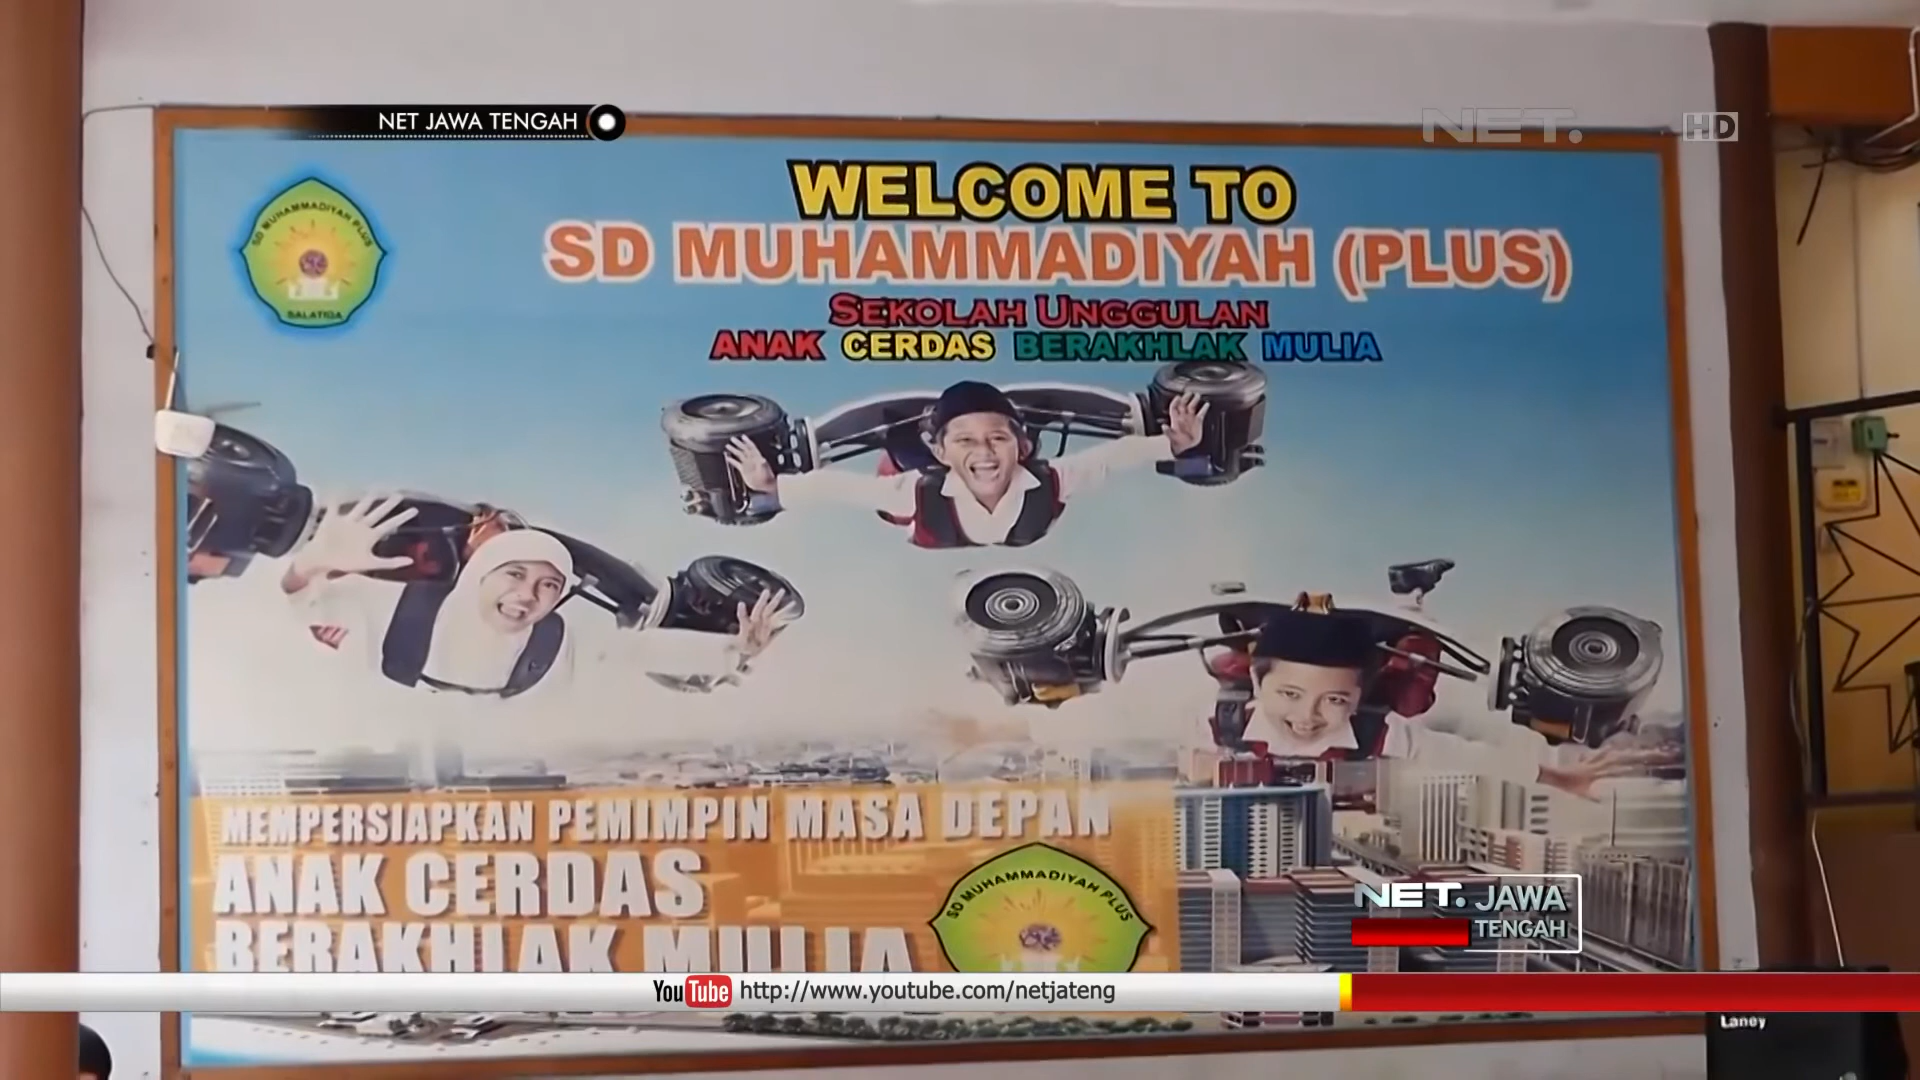 NET JAWA TENGAH
NET.
HD
WELCOME TO
SD MUHAMMADIYAH (PLUS)
SEKOLAH UNGGULAN
ANAK CERDAS BERAKHLAK MULIA
SD MUHAMMADIYAH PLUS
SALATIGA
MEMPERSIAPKAN PEMIMPIN MASA DEPAN
ANAK CERDAS
BERAKHLAK MULIA
SD MUHAMMADIYAH PLUS
NET. JAWA
TENGAH
YouTube http://www.youtube.com/netjateng
Laney